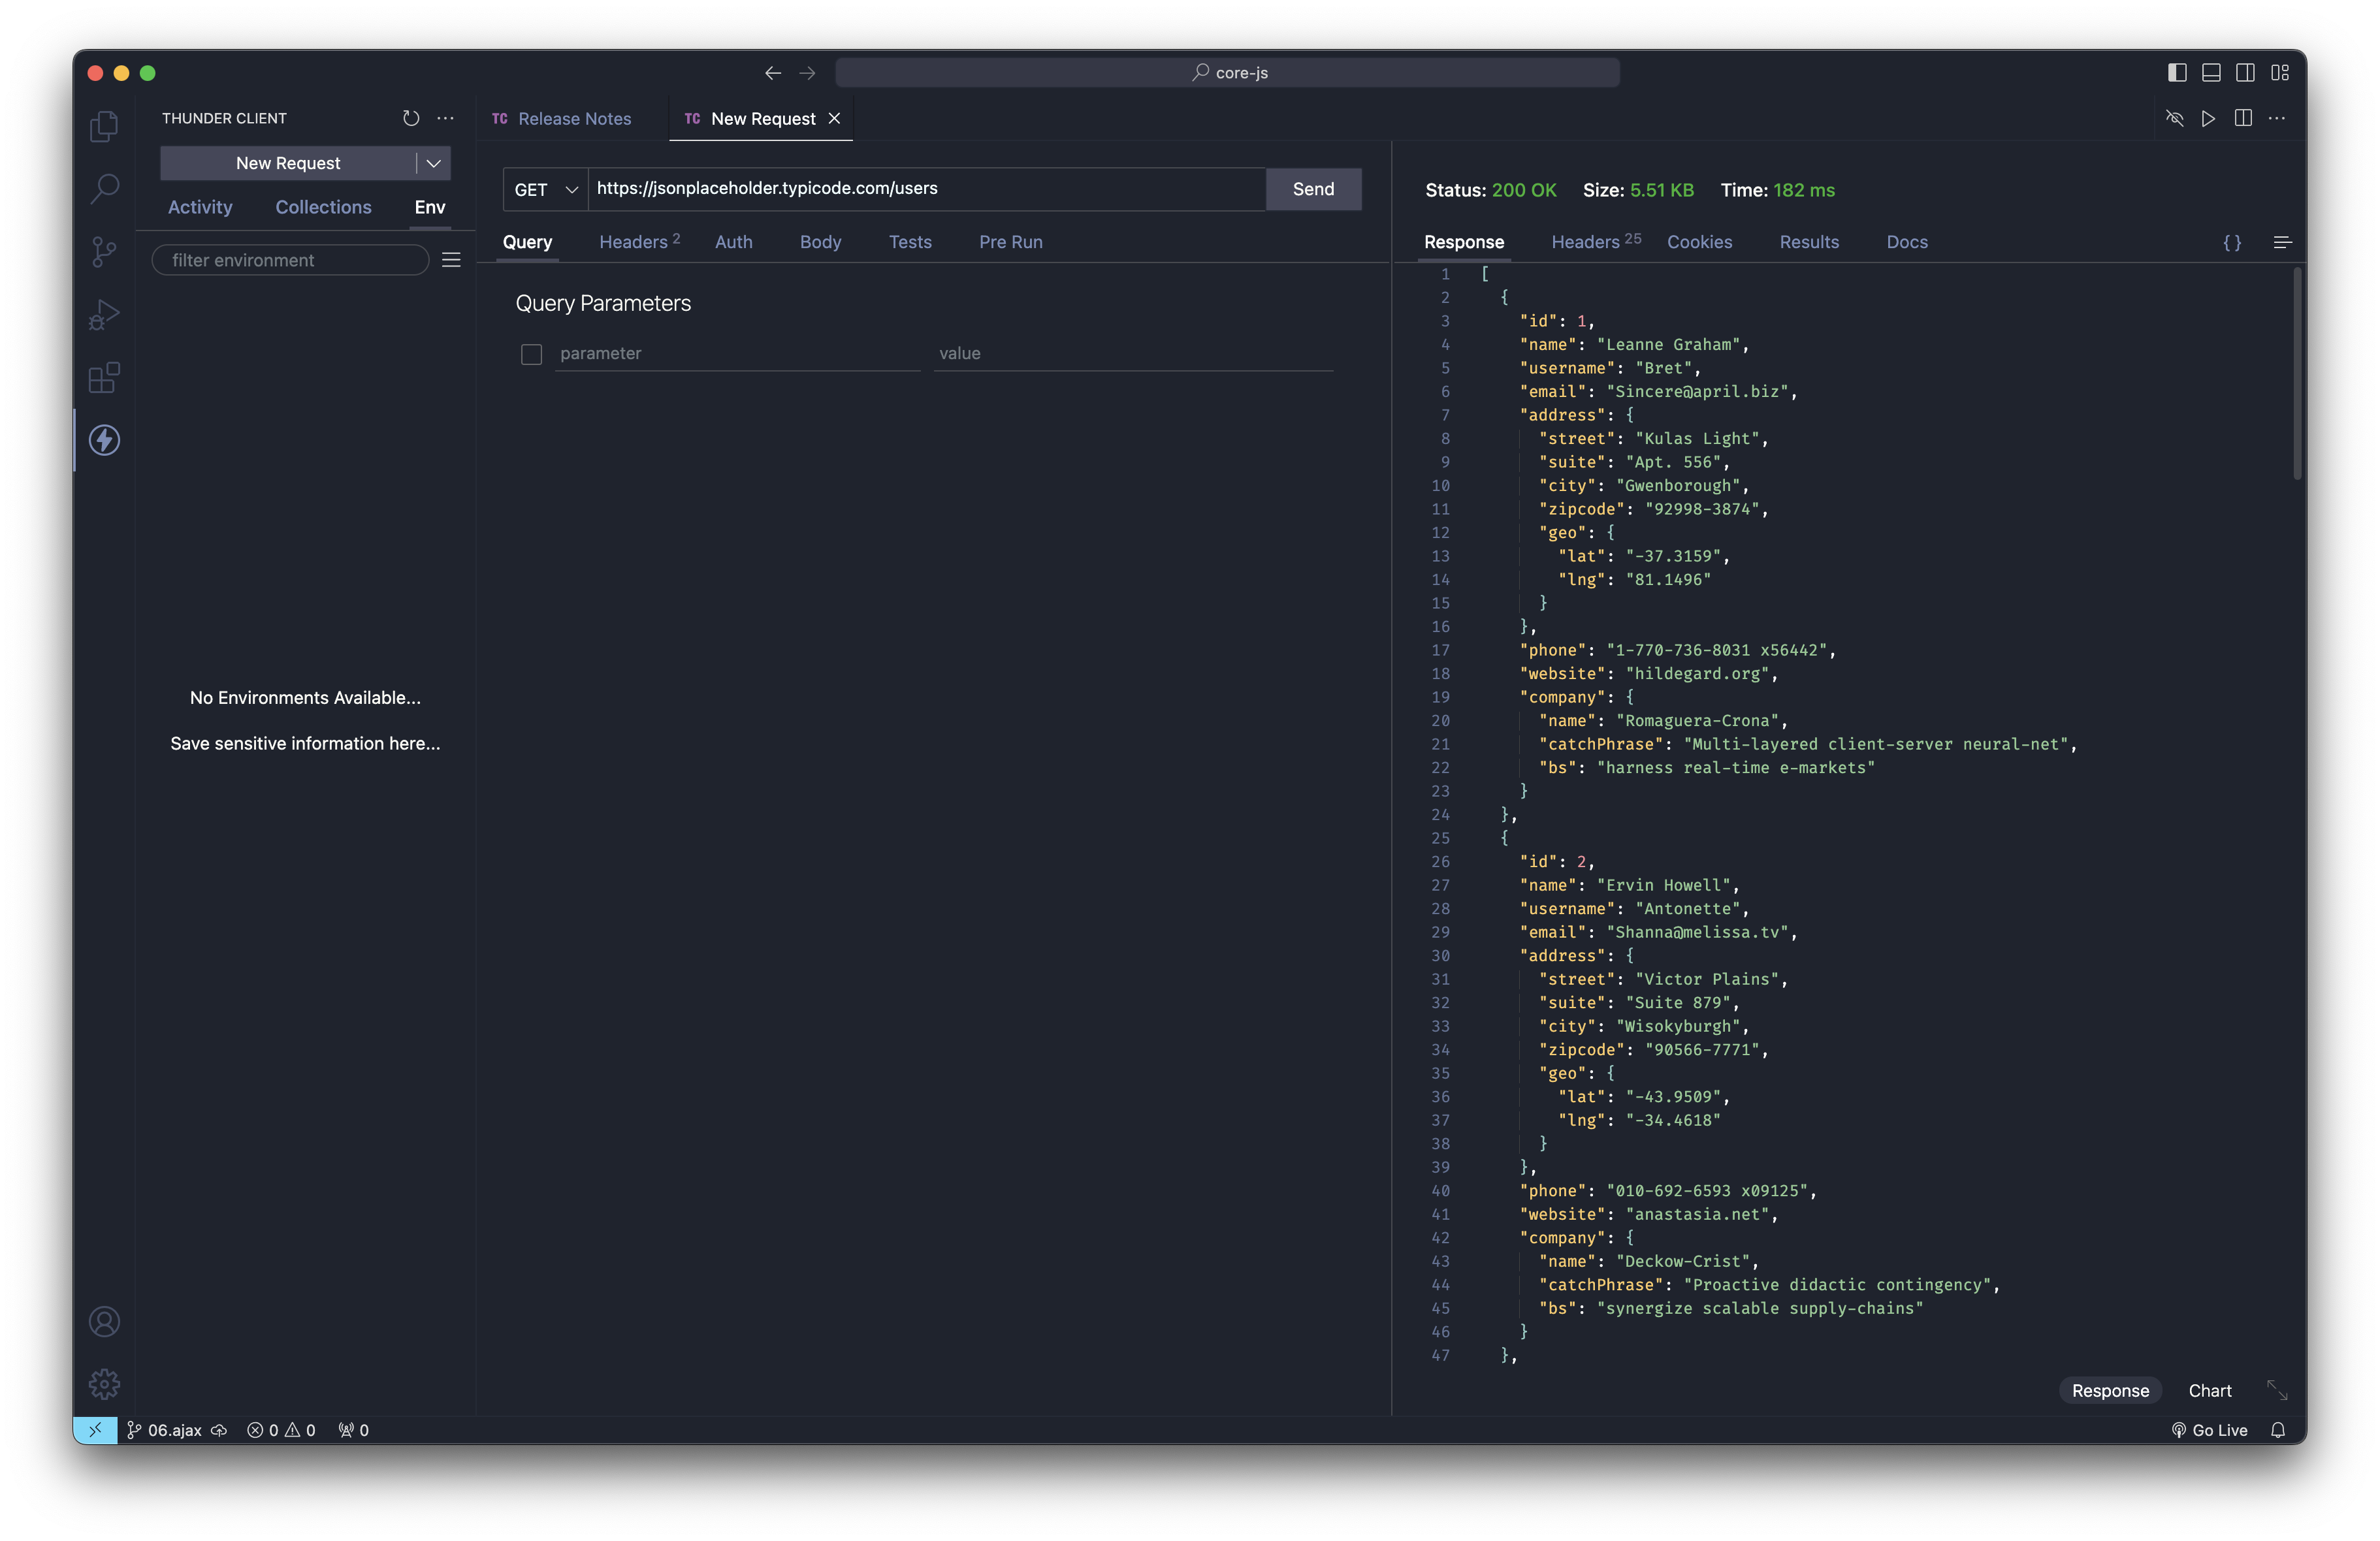 core-js
THUNDER CLIENT
New Request
Activity Collections Env
filter environment
No Environments Available...
Save sensitive information here...
TC Release Notes
TC New Request
GET https://jsonplaceholder.typicode.com/users Send
Query Headers 2 Auth Body Tests Pre Run
Query Parameters
parameter value
Status: 200 OK Size: 5.51 KB Time: 182 ms
Response Headers 25 Cookies Results Docs {}
1 [
2 {
3 "id": 1,
4 "name": "Leanne Graham",
5 "username": "Bret",
6 "email": "Sincere@april.biz",
7 "address": {
8 "street": "Kulas Light",
9 "suite": "Apt. 556",
10 "city": "Gwenborough",
11 "zipcode": "92998-3874",
12 "geo": {
13 "lat": "-37.3159",
14 "lng": "81.1496"
15 }
16 },
17 "phone": "1-770-736-8031 x56442",
18 "website": "hildegard.org",
19 "company": {
20 "name": "Romaguera-Crona",
21 "catchPhrase": "Multi-layered client-server neural-net",
22 "bs": "harness real-time e-markets"
23 }
24 },
25 {
26 "id": 2,
27 "name": "Ervin Howell",
28 "username": "Antonette",
29 "email": "Shanna@melissa.tv",
30 "address": {
31 "street": "Victor Plains",
32 "suite": "Suite 879",
33 "city": "Wisokyburgh",
34 "zipcode": "90566-7771",
35 "geo": {
36 "lat": "-43.9509",
37 "lng": "-34.4618"
38 }
39 },
40 "phone": "010-692-6593 x09125",
41 "website": "anastasia.net",
42 "company": {
43 "name": "Deckow-Crist",
44 "catchPhrase": "Proactive didactic contingency",
45 "bs": "synergize scalable supply-chains"
46 }
47 },
Response Chart
06.ajax 0 0 0 Go Live